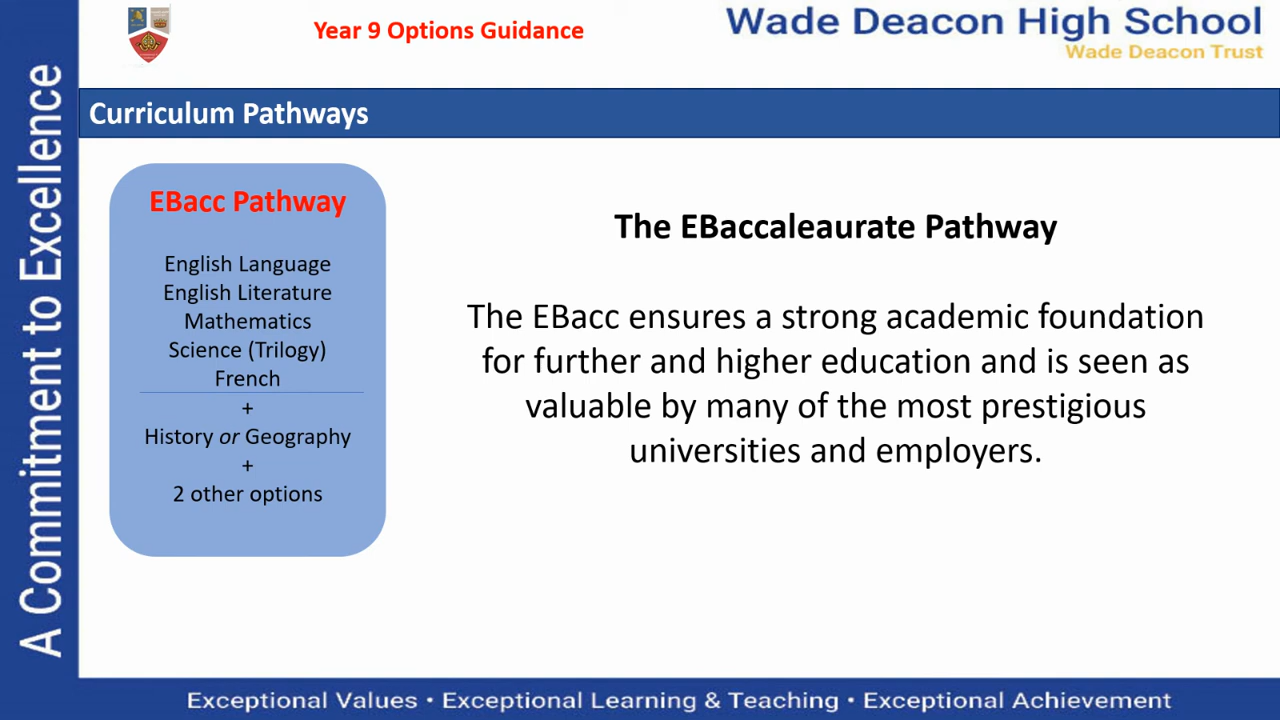 Year 9 Options Guidance
Wade Deacon High School
Wade Deacon Trust
A Commitment to Excellence
Curriculum Pathways
EBacc Pathway
English Language
English Literature
Mathematics
Science (Trilogy)
French
+
History or Geography
+
2 other options
The EBaccaleaurate Pathway
The EBacc ensures a strong academic foundation
for further and higher education and is seen as
valuable by many of the most prestigious
universities and employers.
Exceptional Values • Exceptional Learning & Teaching • Exceptional Achievement